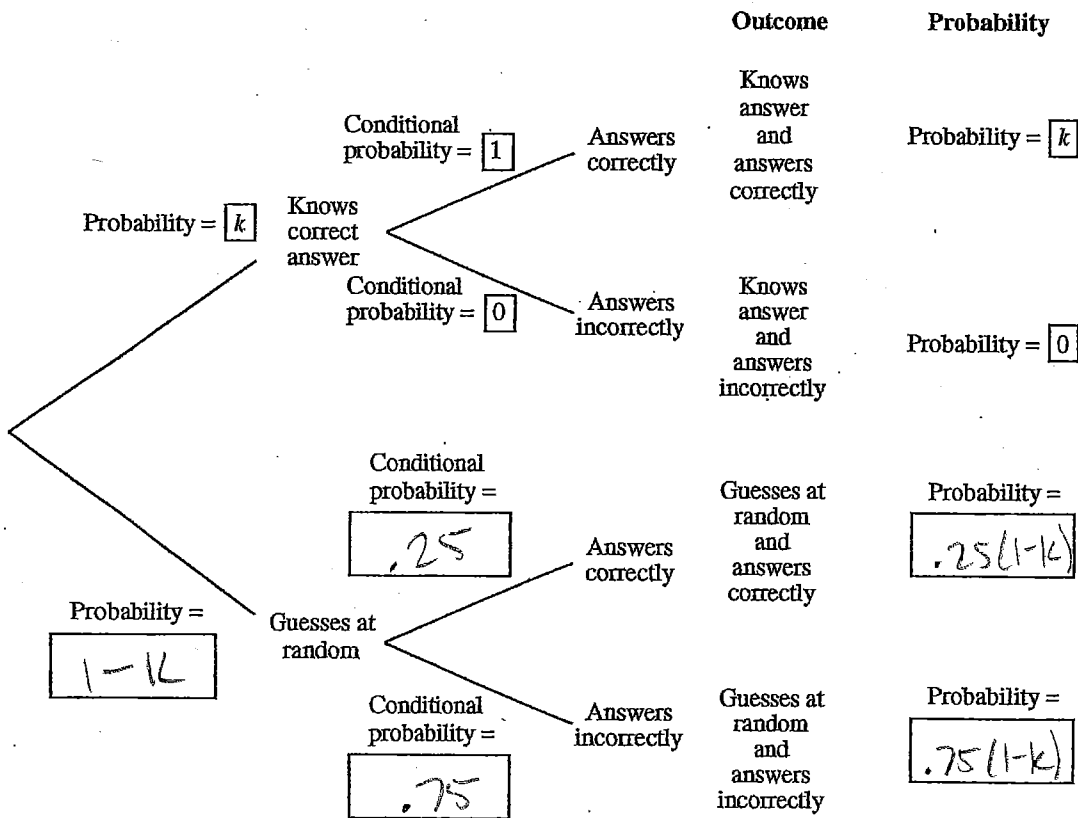 Outcome Probability
Knows
answer
and
answers
correctly
Conditional
probability = 1
Answers
correctly
Probability = k
Probability = k
Knows
correct
answer
Conditional
probability = 0
Answers
incorrectly
Knows
answer
and
answers
incorrectly
Probability = 0
Conditional
probability =
.25
Answers
correctly
Guesses at
random
and
answers
correctly
Probability =
.25(1-k)
Probability =
1-k
Guesses at
random
Conditional
probability =
.75
Answers
incorrectly
Guesses at
random
and
answers
incorrectly
Probability =
.75(1-k)